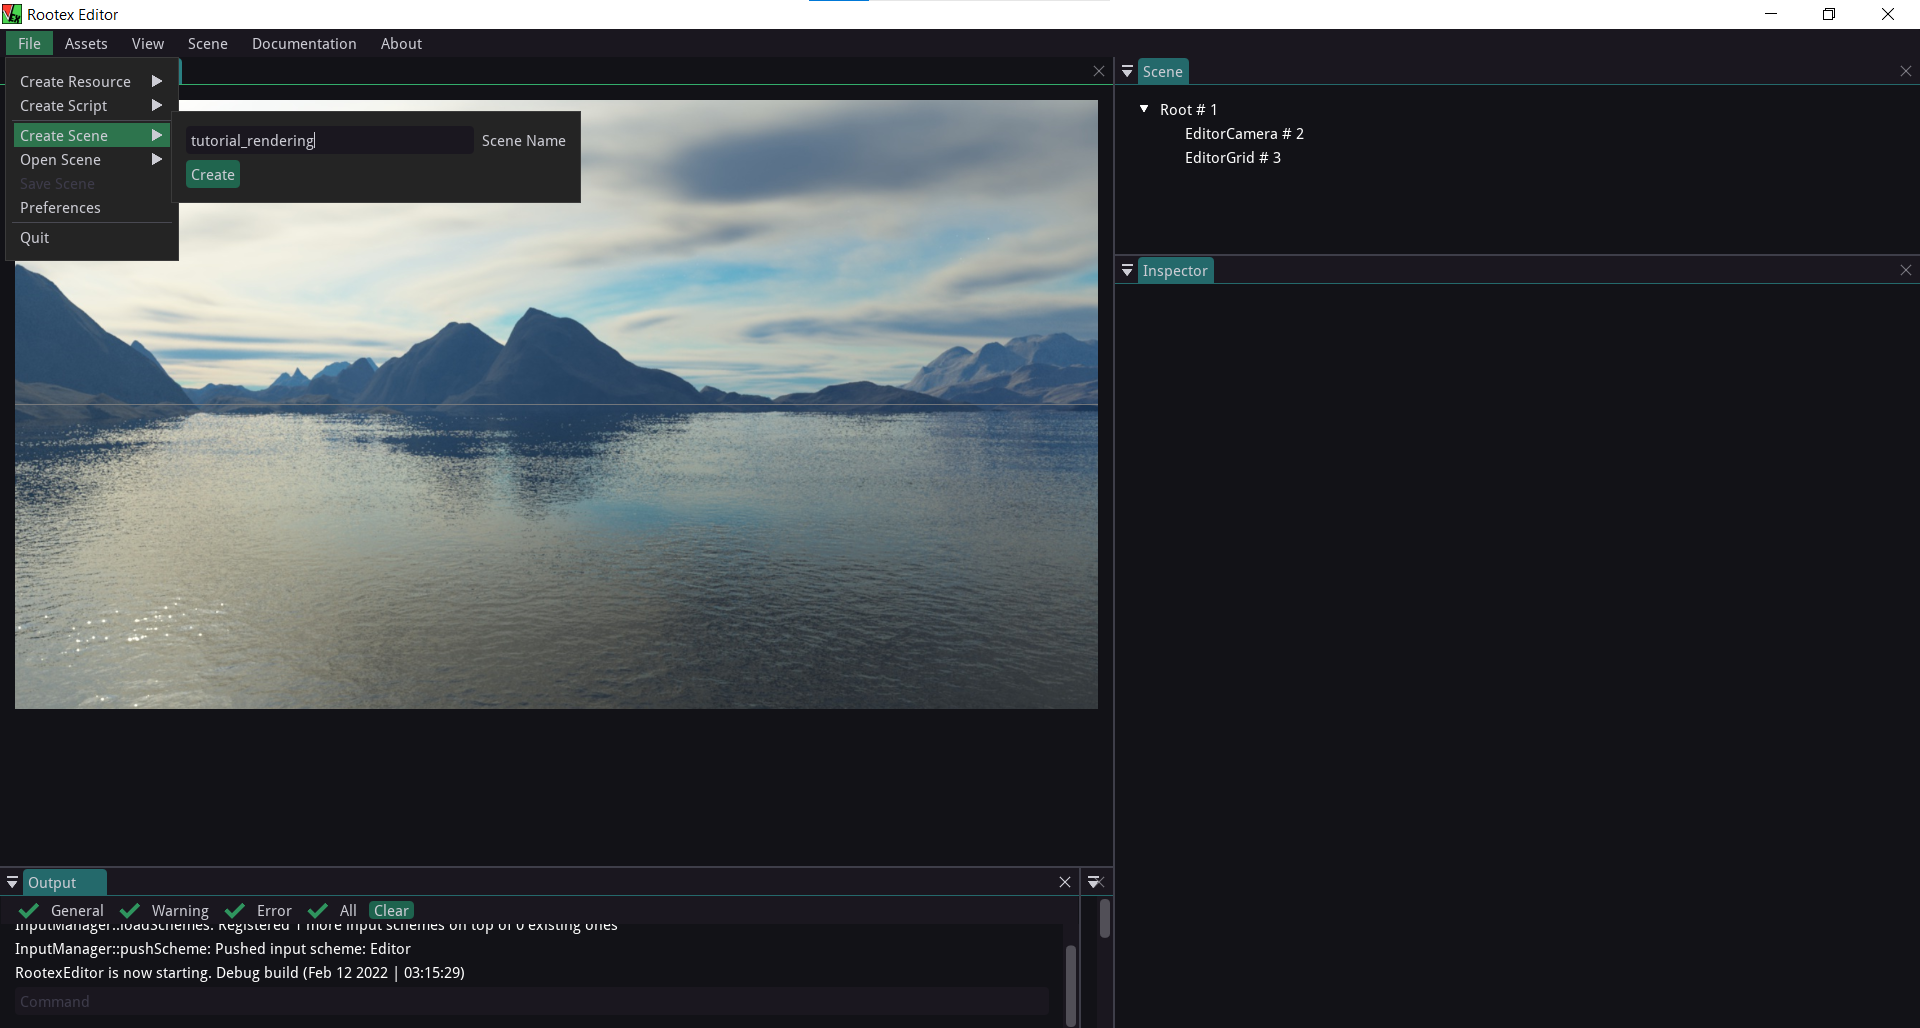 Rootex Editor
File Assets View Scene Documentation About
Create Resource
Create Script
Create Scene
Open Scene
Save Scene
Preferences
Quit
tutorial_rendering Scene Name
Create
Scene
Root # 1
EditorCamera # 2
EditorGrid # 3
Inspector
Output
General Warning Error All Clear
InputManager::loadSchemes: Registered 1 more input schemes on top of 0 existing ones
InputManager::pushScheme: Pushed input scheme: Editor
RootexEditor is now starting. Debug build (Feb 12 2022 | 03:15:29)
Command